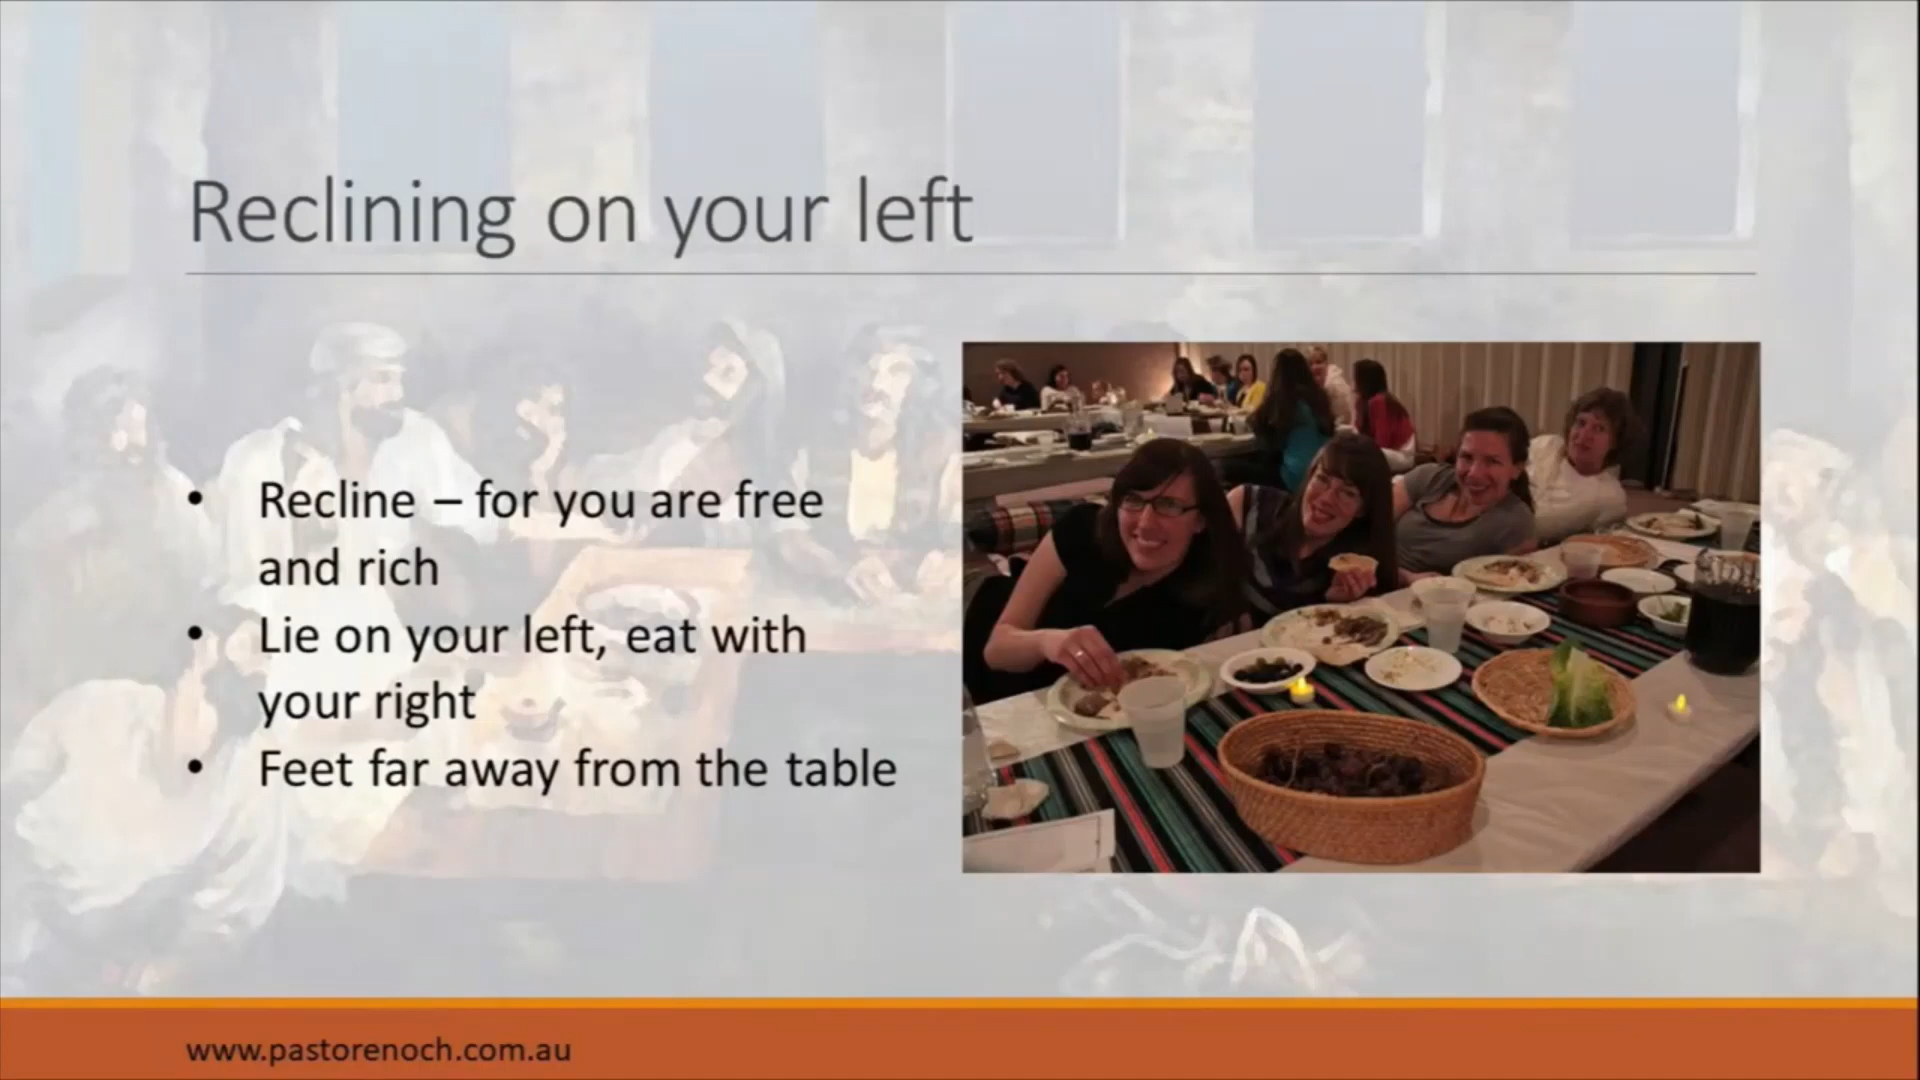 Reclining on your left
• Recline – for you are free
and rich
• Lie on your left, eat with
your right
• Feet far away from the table
www.pastorenoch.com.au